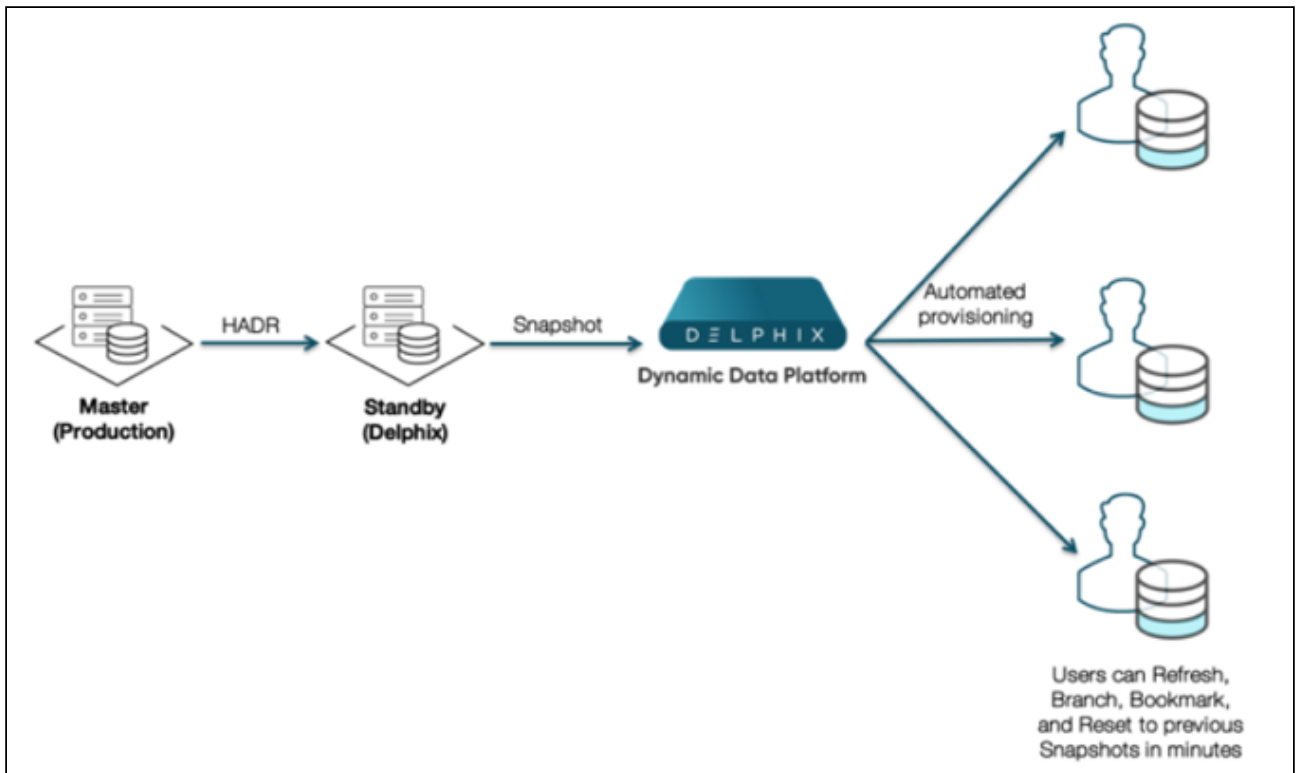 HADR
Master
(Production)
Standby
(Delphix)
Snapshot
DELPHIX
Dynamic Data Platform
Automated
provisioning
Users can Refresh,
Branch, Bookmark,
and Reset to previous
Snapshots in minutes